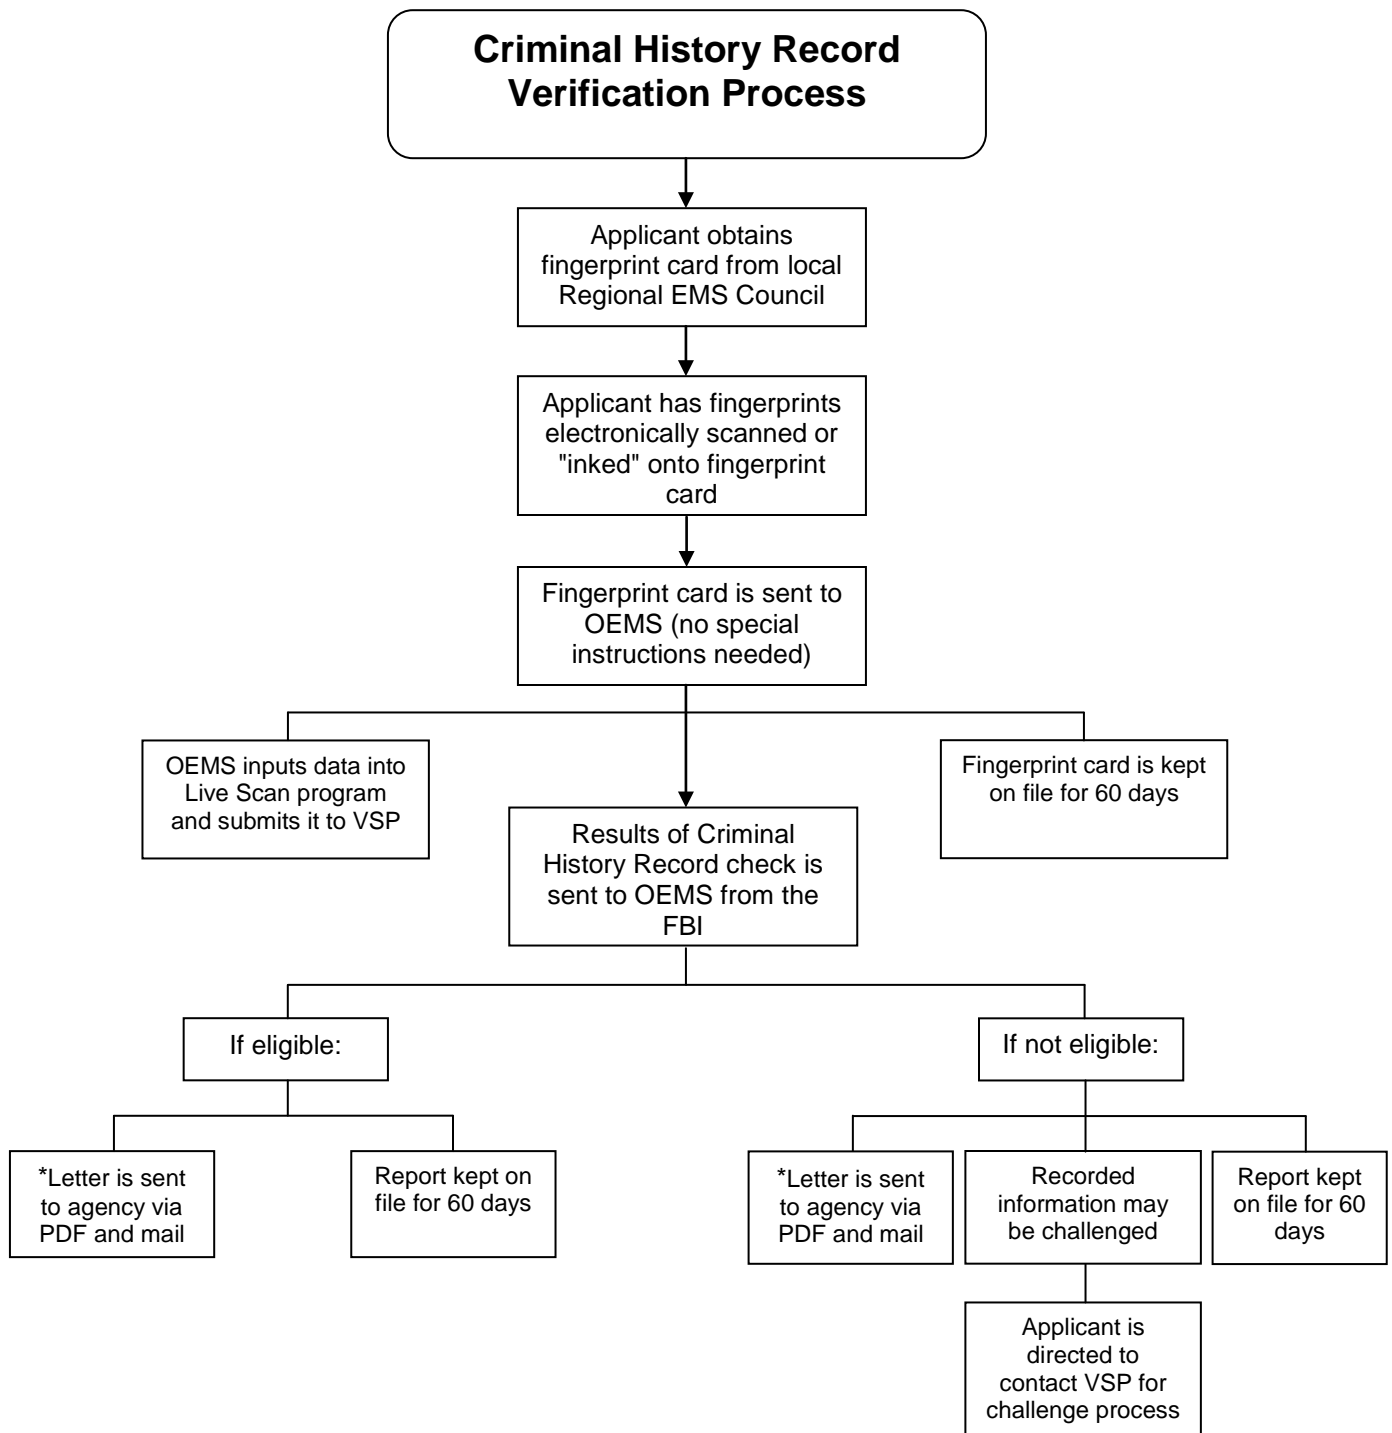 Criminal History Record
Verification Process
Applicant obtains
fingerprint card from local
Regional EMS Council
Applicant has fingerprints
electronically scanned or
"inked" onto fingerprint
card
Fingerprint card is sent to
OEMS (no special
instructions needed)
OEMS inputs data into
Live Scan program
and submits it to VSP
Fingerprint card is kept
on file for 60 days
Results of Criminal
History Record check is
sent to OEMS from the
FBI
If eligible:
If not eligible:
*Letter is sent
to agency via
PDF and mail
Report kept on
file for 60 days
*Letter is sent
to agency via
PDF and mail
Recorded
information may
be challenged
Report kept
on file for 60
days
Applicant is
directed to
contact VSP for
challenge process